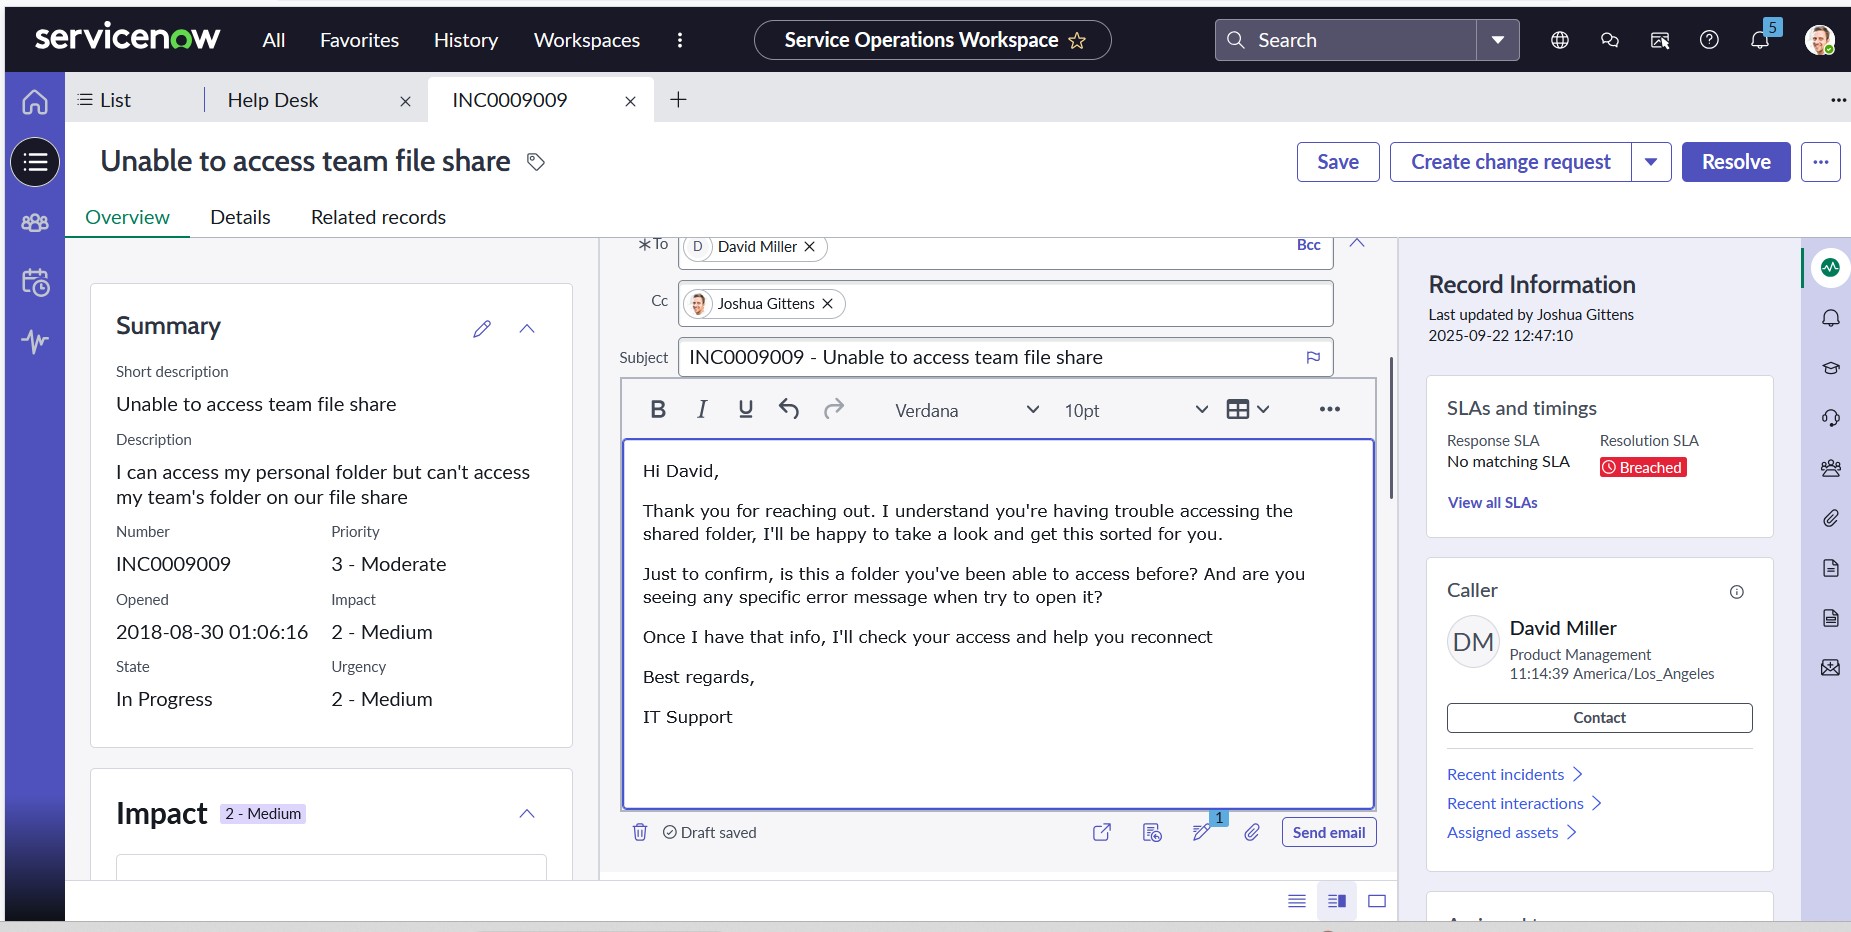 servicenow
All
Favorites
History
Workspaces
Service Operations Workspace
Search
5
List
Help Desk
INC0009009
Unable to access team file share
Save
Create change request
Resolve
Overview
Details
Related records
Summary
Short description
Unable to access team file share
Description
I can access my personal folder but can't access
my team's folder on our file share
Number
Priority
INC0009009
3 - Moderate
Opened
Impact
2018-08-30 01:06:16
2 - Medium
State
Urgency
In Progress
2 - Medium
Impact
2 - Medium
*To
D
David Miller
Bcc
Cc
Joshua Gittens
Subject
INC0009009 - Unable to access team file share
B
I
U
Verdana
10pt
Hi David,
Thank you for reaching out. I understand you're having trouble accessing the
shared folder, I'll be happy to take a look and get this sorted for you.
Just to confirm, is this a folder you've been able to access before? And are you
seeing any specific error message when try to open it?
Once I have that info, I'll check your access and help you reconnect
Best regards,
IT Support
Draft saved
1
Send email
Record Information
Last updated by Joshua Gittens
2025-09-22 12:47:10
SLAs and timings
Response SLA
Resolution SLA
No matching SLA
Breached
View all SLAs
Caller
DM
David Miller
Product Management
11:14:39 America/Los_Angeles
Contact
Recent incidents
Recent interactions
Assigned assets